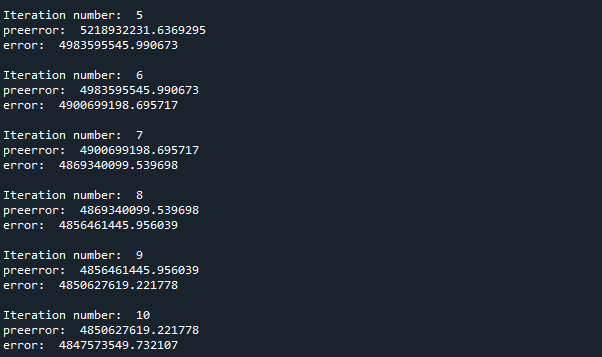 Iteration number:  5
preerror:  5218932231.6369295
error:  4983595545.990673
Iteration number:  6
preerror:  4983595545.990673
error:  4900699198.695717
Iteration number:  7
preerror:  4900699198.695717
error:  4869340099.539698
Iteration number:  8
preerror:  4869340099.539698
error:  4856461445.956039
Iteration number:  9
preerror:  4856461445.956039
error:  4850627619.221778
Iteration number:  10
preerror:  4850627619.221778
error:  4847573549.732107